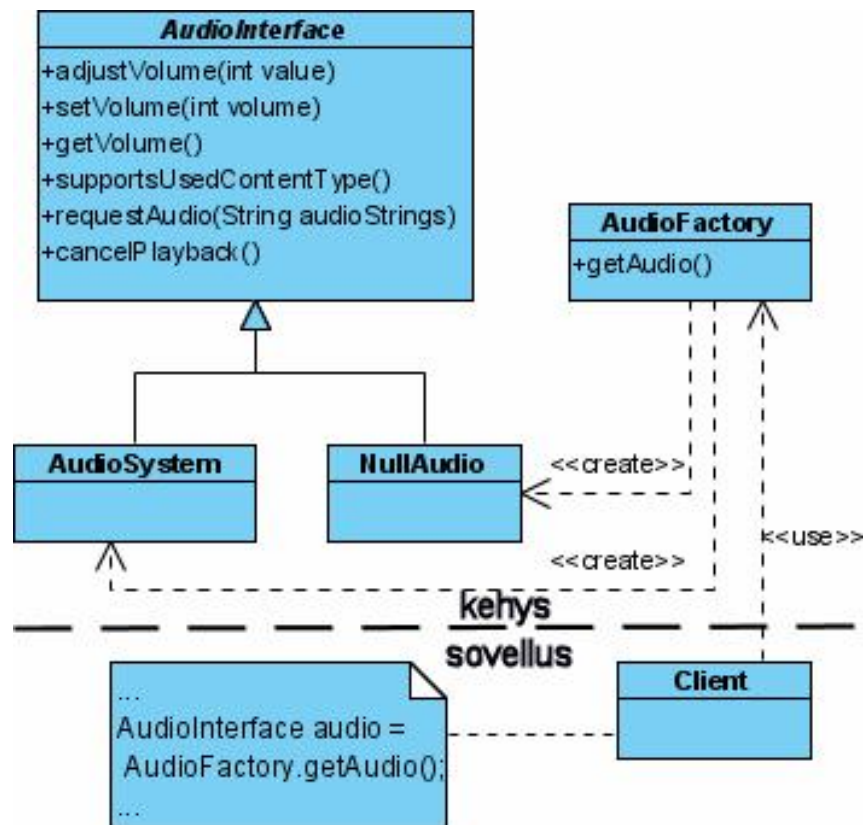 AudioInterface
+adjustVolume(int value)
+setVolume(int volume)
+getVolume()
+supportsUsedContentType()
+requestAudio(String audioStrings)
+cancelPlayback()
AudioFactory
+getAudio()
AudioSystem
NullAudio
<<create>>
<<create>>
<<use>>
kehys
sovellus
...
AudioInterface audio =
AudioFactory.getAudio();
...
Client